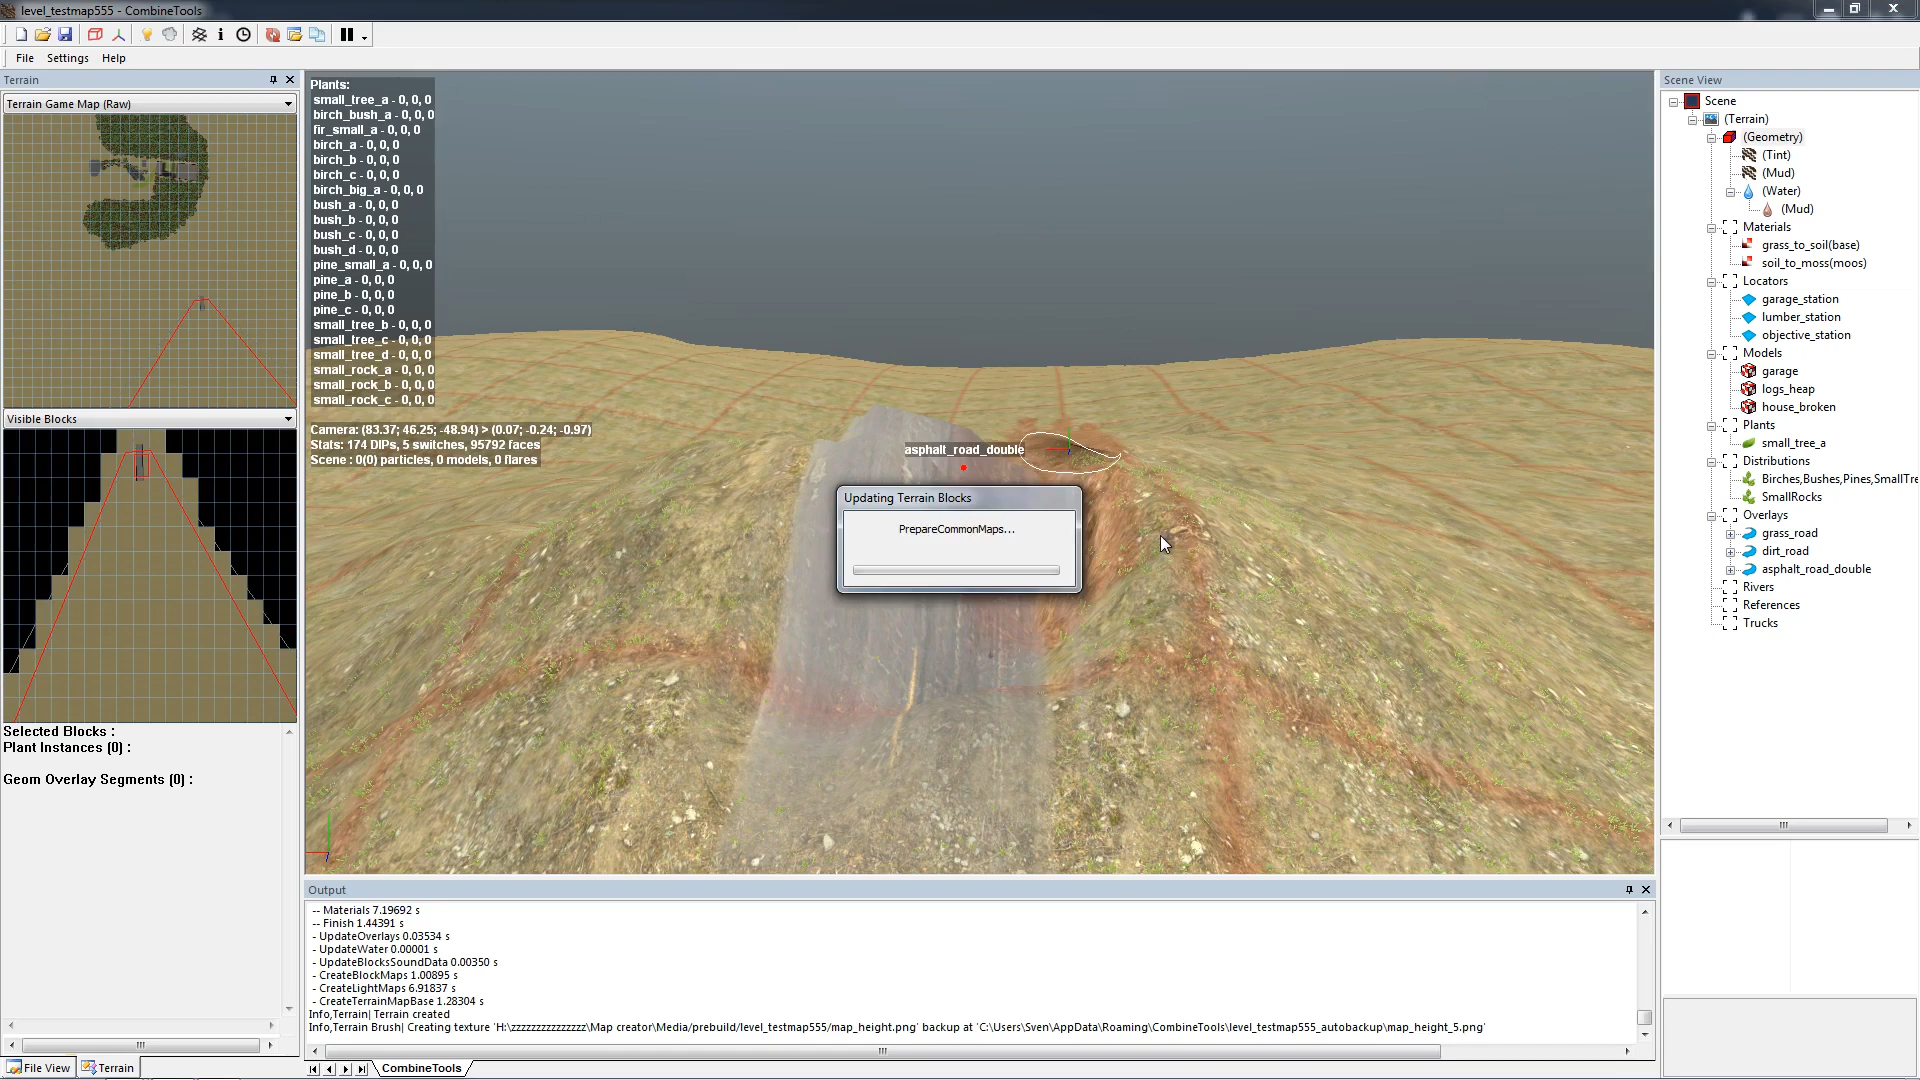 level_testmap555 - CombineTools
File Settings Help
Terrain
Terrain Game Map (Raw)
Visible Blocks
Selected Blocks :
Plant Instances (0) :
Geom Overlay Segments (0) :
File View
Terrain
Plants:
small_tree_a - 0, 0, 0
birch_bush_a - 0, 0, 0
fir_small_a - 0, 0, 0
birch_a - 0, 0, 0
birch_b - 0, 0, 0
birch_c - 0, 0, 0
birch_big_a - 0, 0, 0
bush_a - 0, 0, 0
bush_b - 0, 0, 0
bush_c - 0, 0, 0
bush_d - 0, 0, 0
pine_small_a - 0, 0, 0
pine_a - 0, 0, 0
pine_b - 0, 0, 0
pine_c - 0, 0, 0
small_tree_b - 0, 0, 0
small_tree_c - 0, 0, 0
small_tree_d - 0, 0, 0
small_rock_a - 0, 0, 0
small_rock_b - 0, 0, 0
small_rock_c - 0, 0, 0
Camera: (83.37; 46.25; -48.94) > (0.07; -0.24; -0.97)
Stats: 174 DIPs, 5 switches, 95792 faces
Scene : 0(0) particles, 0 models, 0 flares
asphalt_road_double
Updating Terrain Blocks
PrepareCommonMaps...
Output
-- Materials 7.19692 s
-- Finish 1.44391 s
- UpdateOverlays 0.03534 s
- UpdateWater 0.00001 s
- UpdateBlocksSoundData 0.00350 s
- CreateBlockMaps 1.00895 s
- CreateLightMaps 6.91837 s
- CreateTerrainMapBase 1.28304 s
Info,Terrain| Terrain created
Info,Terrain Brush| Creating texture 'H:\zzzzzzzzzzzzzzz\Map creator\Media/prebuild/level_testmap555/map_height.png' backup at 'C:\Users\Sven\AppData\Roaming\CombineTools\level_testmap555_autobackup\map_height_5.png'
CombineTools
Scene View
Scene
(Terrain)
(Geometry)
(Tint)
(Mud)
(Water)
(Mud)
Materials
grass_to_soil(base)
soil_to_moss(moos)
Locators
garage_station
lumber_station
objective_station
Models
garage
logs_heap
house_broken
Plants
small_tree_a
Distributions
Birches,Bushes,Pines,SmallTre
SmallRocks
Overlays
grass_road
dirt_road
asphalt_road_double
Rivers
References
Trucks